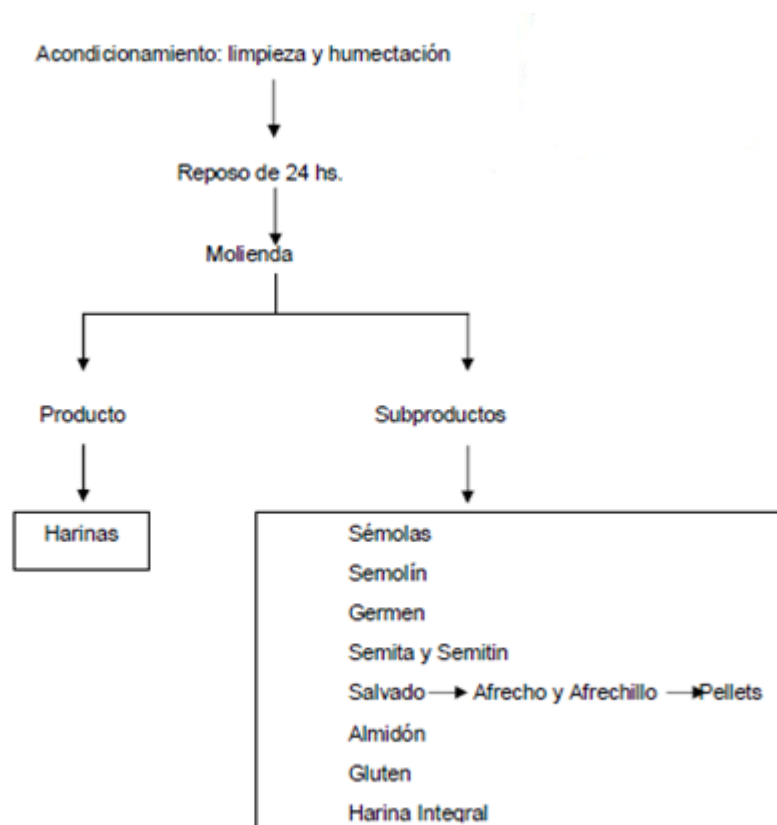 Acondicionamiento: limpieza y humectación
Reposo de 24 hs.
Molienda
Producto
Subproductos
Harinas
Sémolas
Semolín
Germen
Semita y Semitin
Salvado → Afrecho y Afrechillo → Pellets
Almidón
Gluten
Harina Integral